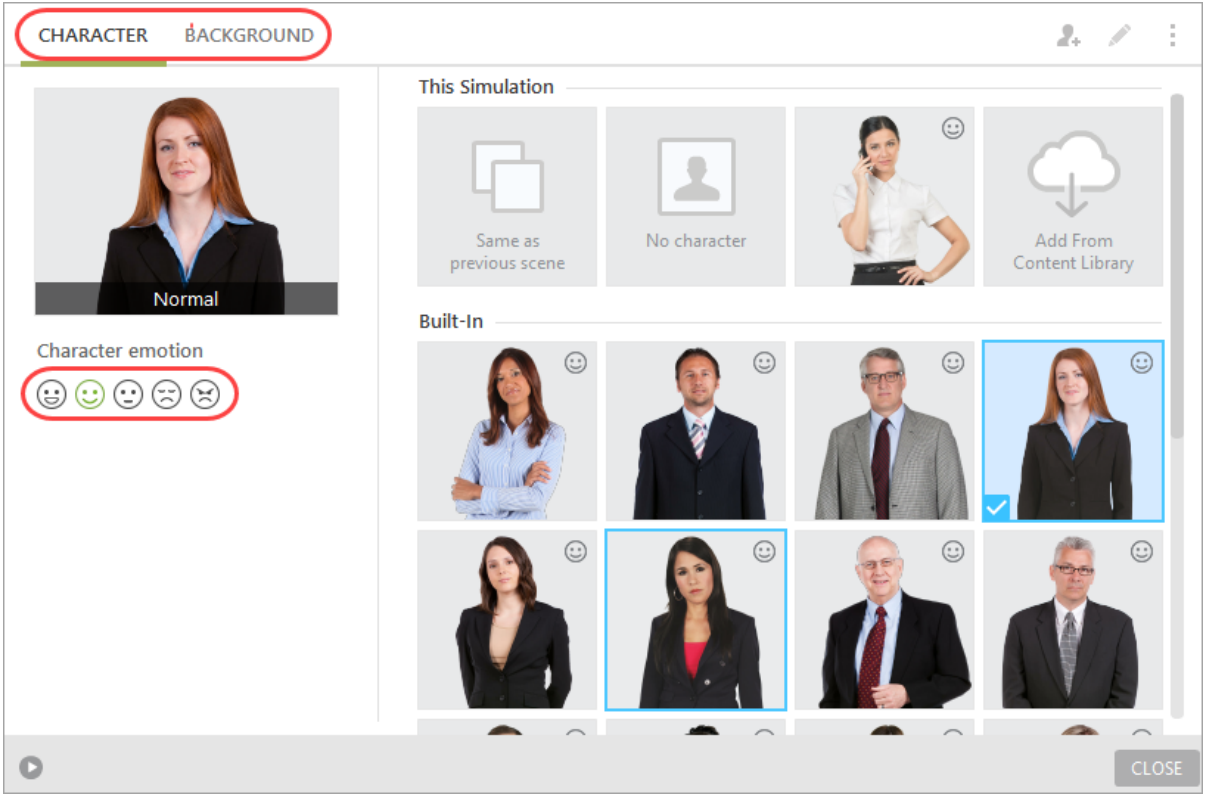 CHARACTER BACKGROUND
This Simulation
Same as
previous scene
No character
Add From
Content Library
Normal
Character emotion
Built-In
CLOSE